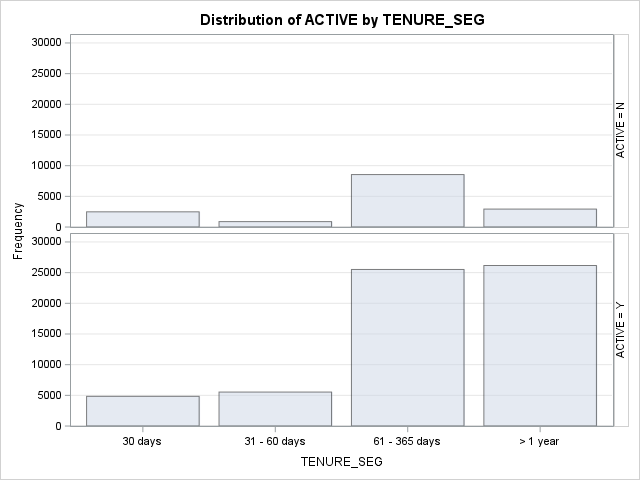 Distribution of ACTIVE by TENURE_SEG
30000
25000
20000
15000
10000
5000
0
ACTIVE = N
Frequency
30000
25000
20000
15000
10000
5000
0
ACTIVE = Y
30 days
31 - 60 days
61 - 365 days
> 1 year
TENURE_SEG